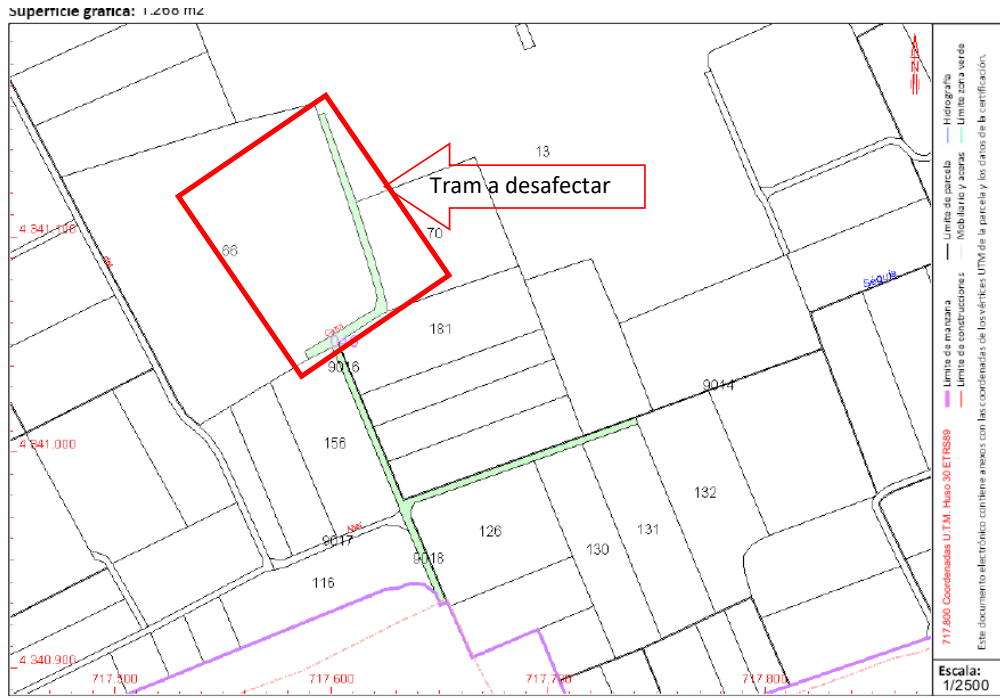 Superficie gráfica: 1.268 m2
13
Tram a desafectar
70
4.341.100
66
Séquia
181
9016
9014
156
4.341.000
132
126
131
9017
130
9018
116
4.340.900
717.500
717.600
717.700
717.800
717.800 Coordenadas U.T.M. Huso 30 ETRS89
Límite de manzana
Límite de parcela
Hidrografía
Límite de construcciones
Mobiliario y aceras
Límite zona verde
Este documento electrónico contiene anexos con las coordenadas de los vértices UTM de la parcela y los datos de la certificación.
Escala:
1/2500